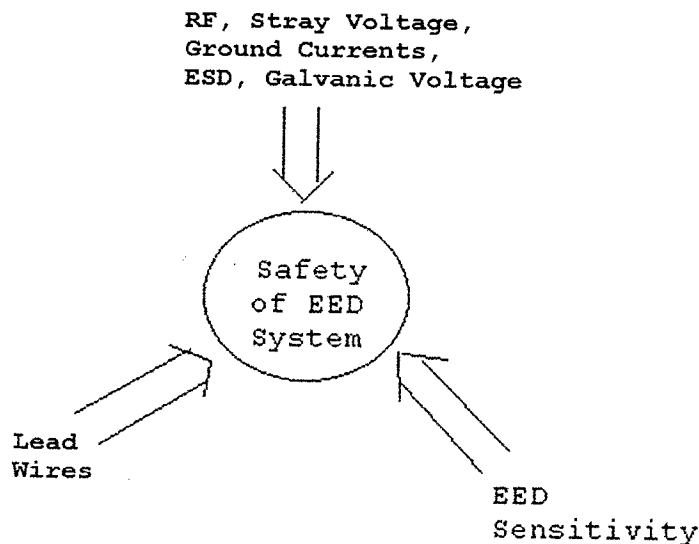 RF, Stray Voltage,
Ground Currents,
ESD, Galvanic Voltage
Safety
of EED
System
Lead
Wires
EED
Sensitivity